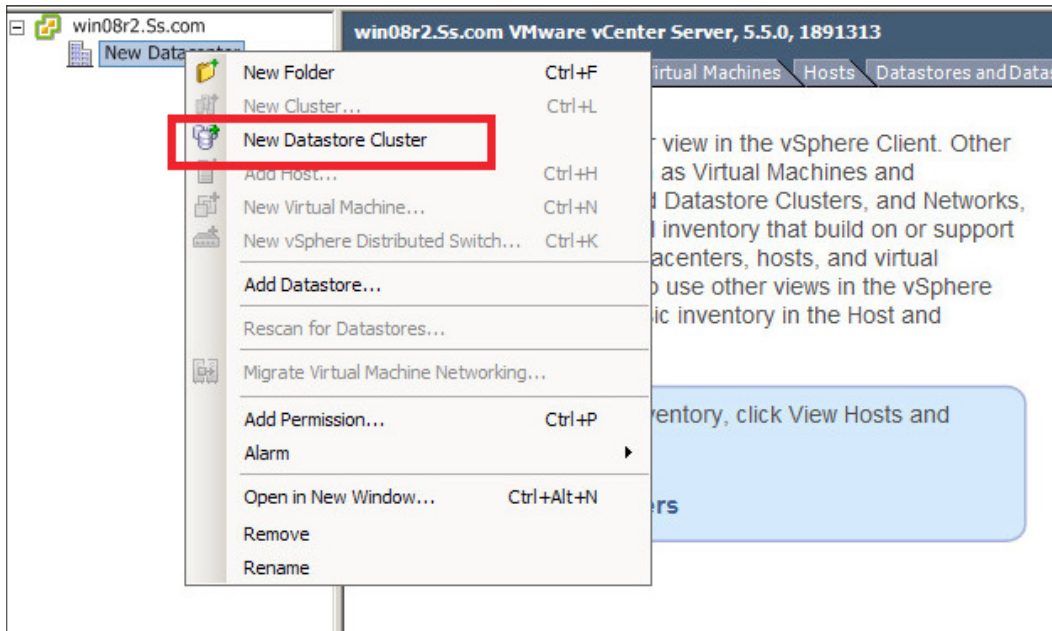 win08r2.Ss.com
New Datacenter
win08r2.Ss.com VMware vCenter Server, 5.5.0, 1891313
Virtual Machines Hosts Datastores and Datas
New Folder Ctrl+F
New Cluster... Ctrl+L
New Datastore Cluster
Add Host... Ctrl+H
New Virtual Machine... Ctrl+N
New vSphere Distributed Switch... Ctrl+K
Add Datastore...
Rescan for Datastores...
Migrate Virtual Machine Networking...
Add Permission... Ctrl+P
Alarm
Open in New Window... Ctrl+Alt+N
Remove
Rename
view in the vSphere Client. Other
as Virtual Machines and
Datastore Clusters, and Networks,
inventory that build on or support
acenters, hosts, and virtual
use other views in the vSphere
ic inventory in the Host and
ventory, click View Hosts and
ers